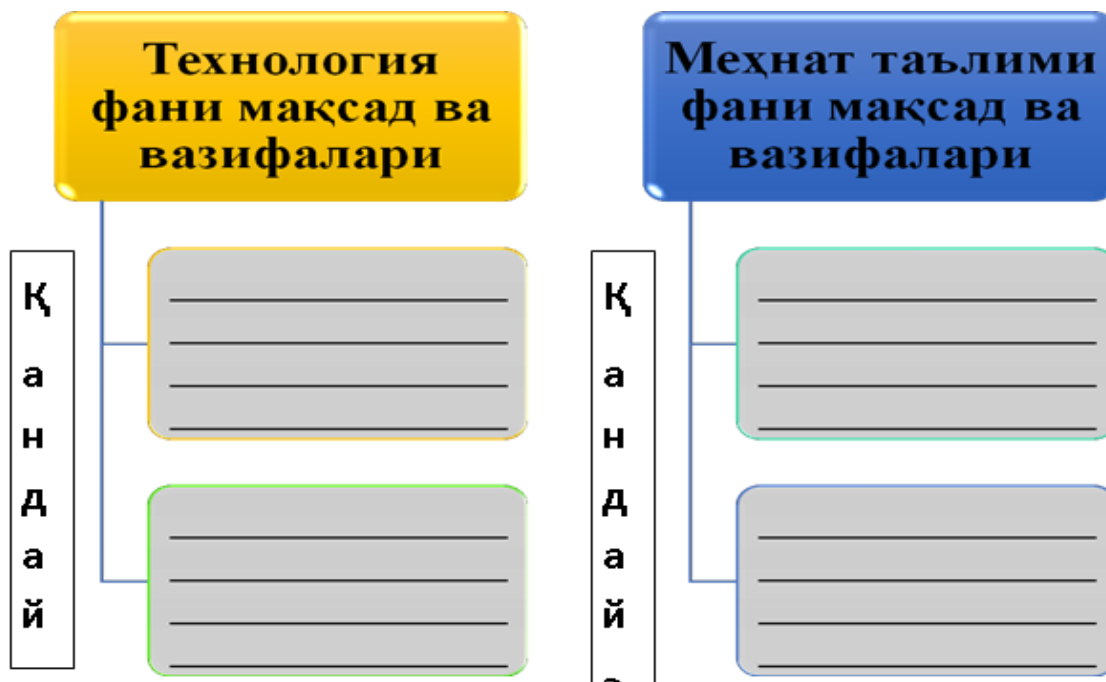 Технология
фани мақсад ва
вазифалари
Меҳнат таълими
фани мақсад ва
вазифалари
Қ
а
н
д
а
й
Қ
а
н
д
а
й